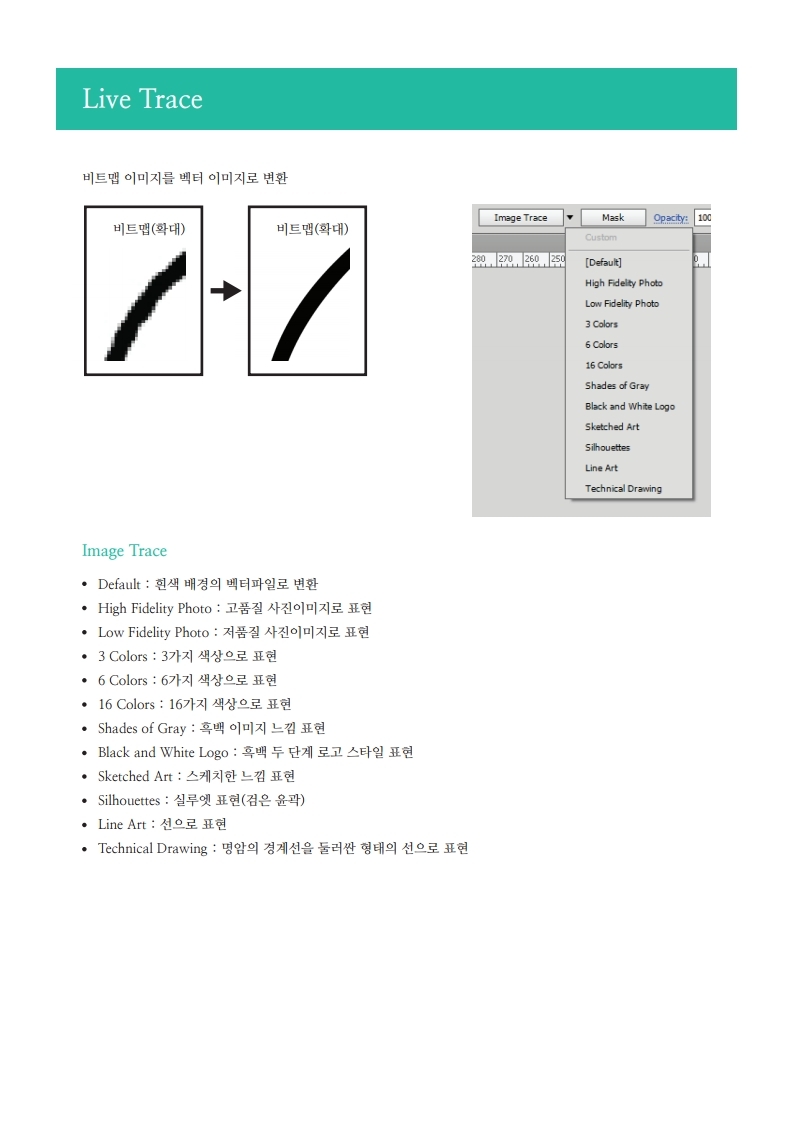 Live Trace
비트맵 이미지를 벡터 이미지로 변환
비트맵(확대)
비트맵(확대)
Image Trace
Mask
Opacity:
100
Custom
280 270 260 250
0
[Default]
High Fidelity Photo
Low Fidelity Photo
3 Colors
6 Colors
16 Colors
Shades of Gray
Black and White Logo
Sketched Art
Silhouettes
Line Art
Technical Drawing
Image Trace
• Default : 흰색 배경의 벡터파일로 변환
• High Fidelity Photo : 고품질 사진이미지로 표현
• Low Fidelity Photo : 저품질 사진이미지로 표현
• 3 Colors : 3가지 색상으로 표현
• 6 Colors : 6가지 색상으로 표현
• 16 Colors : 16가지 색상으로 표현
• Shades of Gray : 흑백 이미지 느낌 표현
• Black and White Logo : 흑백 두 단계 로고 스타일 표현
• Sketched Art : 스케치한 느낌 표현
• Silhouettes : 실루엣 표현(검은 윤곽)
• Line Art : 선으로 표현
• Technical Drawing : 명암의 경계선을 둘러싼 형태의 선으로 표현